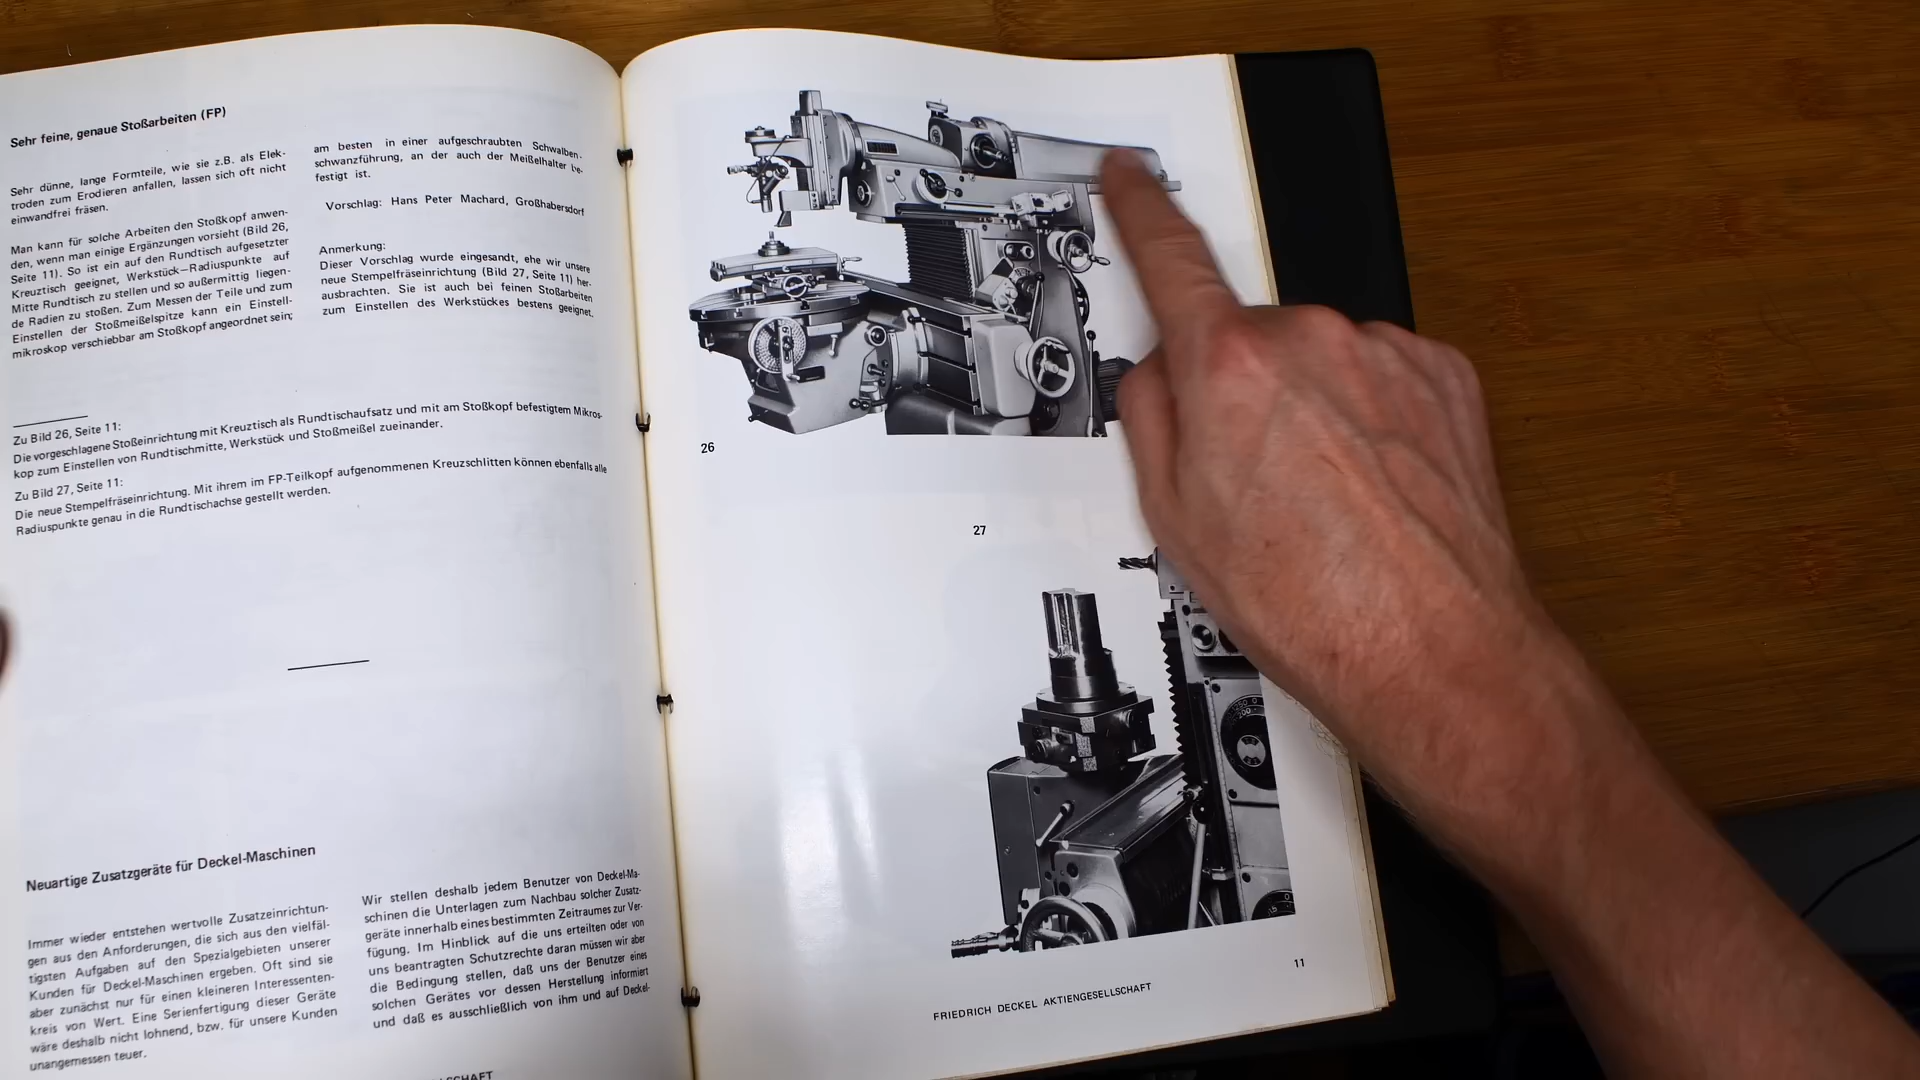 Sehr feine, genaue Stoßarbeiten (FP)
Sehr dünne, lange Formteile, wie sie z.B. als Elek-
troden zum Erodieren anfallen, lassen sich oft nicht
einwandfrei fräsen.
Man kann für solche Arbeiten den Stoßkopf anwen-
den, wenn man einige Ergänzungen vorsieht (Bild 26,
Seite 11). So ist ein auf den Rundtisch aufgesetzter
Kreuztisch geeignet, Werkstück–Radiuspunkte auf
Mitte Rundtisch zu stellen und so außermittig liegen-
de Radien zu stoßen. Zum Messen der Teile und zum
Einstellen der Stoßmeißelspitze kann ein Einstell-
mikroskop verschiebbar am Stoßkopf angeordnet sein;
am besten in einer aufgeschraubten Schwalben-
schwanzführung, an der auch der Meißelhalter be-
festigt ist.
Vorschlag: Hans Peter Machard, Großhabersdorf
Anmerkung:
Dieser Vorschlag wurde eingesandt, ehe wir unsere
neue Stempelfräseinrichtung (Bild 27, Seite 11) her-
ausbrachten. Sie ist auch bei feinen Stoßarbeiten
zum Einstellen des Werkstückes bestens geeignet.
Zu Bild 26, Seite 11:
Die vorgeschlagene Stoßeinrichtung mit Kreuztisch als Rundtischaufsatz und mit am Stoßkopf befestigtem Mikros-
kop zum Einstellen von Rundtischmitte, Werkstück und Stoßmeißel zueinander.
Zu Bild 27, Seite 11:
Die neue Stempelfräseinrichtung. Mit ihrem im FP-Teilkopf aufgenommenen Kreuzschlitten können ebenfalls alle
Radiuspunkte genau in die Rundtischachse gestellt werden.
Neuartige Zusatzgeräte für Deckel-Maschinen
Immer wieder entstehen wertvolle Zusatzeinrichtun-
gen aus den Anforderungen, die sich aus den vielfäl-
tigsten Aufgaben auf den Spezialgebieten unserer
Kunden für Deckel-Maschinen ergeben. Oft sind sie
aber zunächst nur für einen kleineren Interessenten-
kreis von Wert. Eine Serienfertigung dieser Geräte
wäre deshalb nicht lohnend, bzw. für unsere Kunden
unangemessen teuer.
Wir stellen deshalb jedem Benutzer von Deckel-Ma-
schinen die Unterlagen zum Nachbau solcher Zusatz-
geräte innerhalb eines bestimmten Zeitraumes zur Ver-
fügung. Im Hinblick auf die uns erteilten oder von
uns beantragten Schutzrechte daran müssen wir aber
die Bedingung stellen, daß uns der Benutzer eines
solchen Gerätes vor dessen Herstellung informiert
und daß es ausschließlich von ihm und auf Deckel-
26
27
11
FRIEDRICH DECKEL AKTIENGESELLSCHAFT